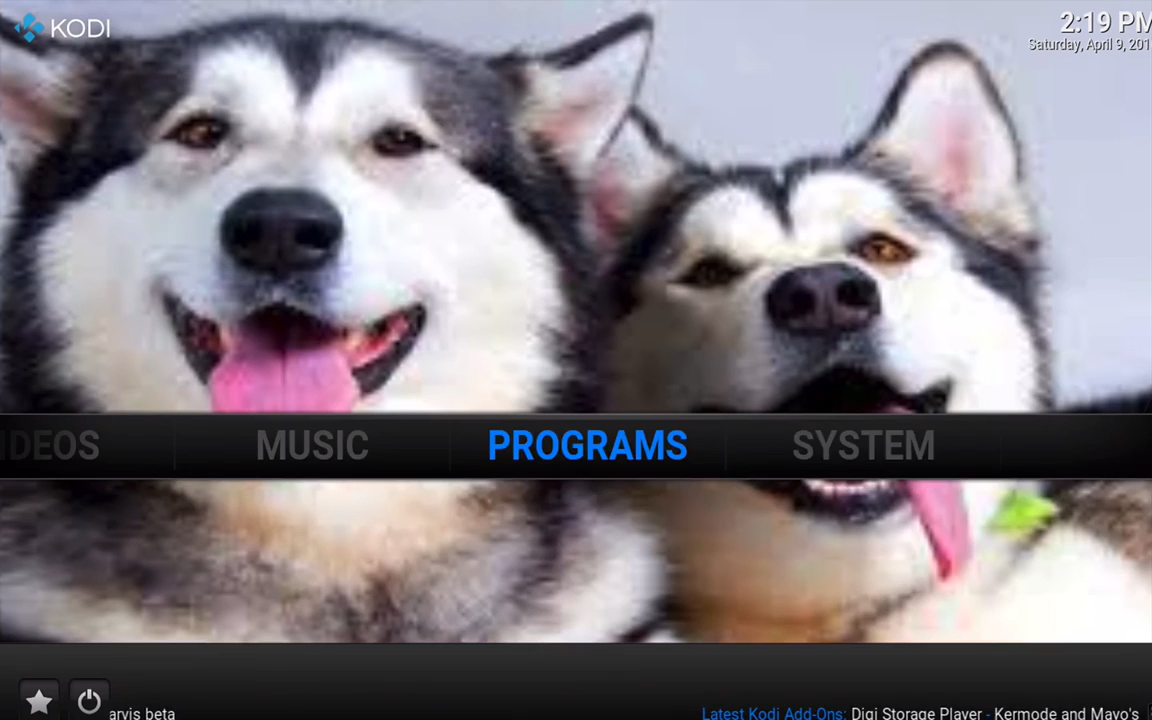 KODI
2:19 PM
Saturday, April 9, 201
IDEOS MUSIC PROGRAMS SYSTEM
arvis beta
Latest Kodi Add-Ons: Digi Storage Player - Kermode and Mayo's